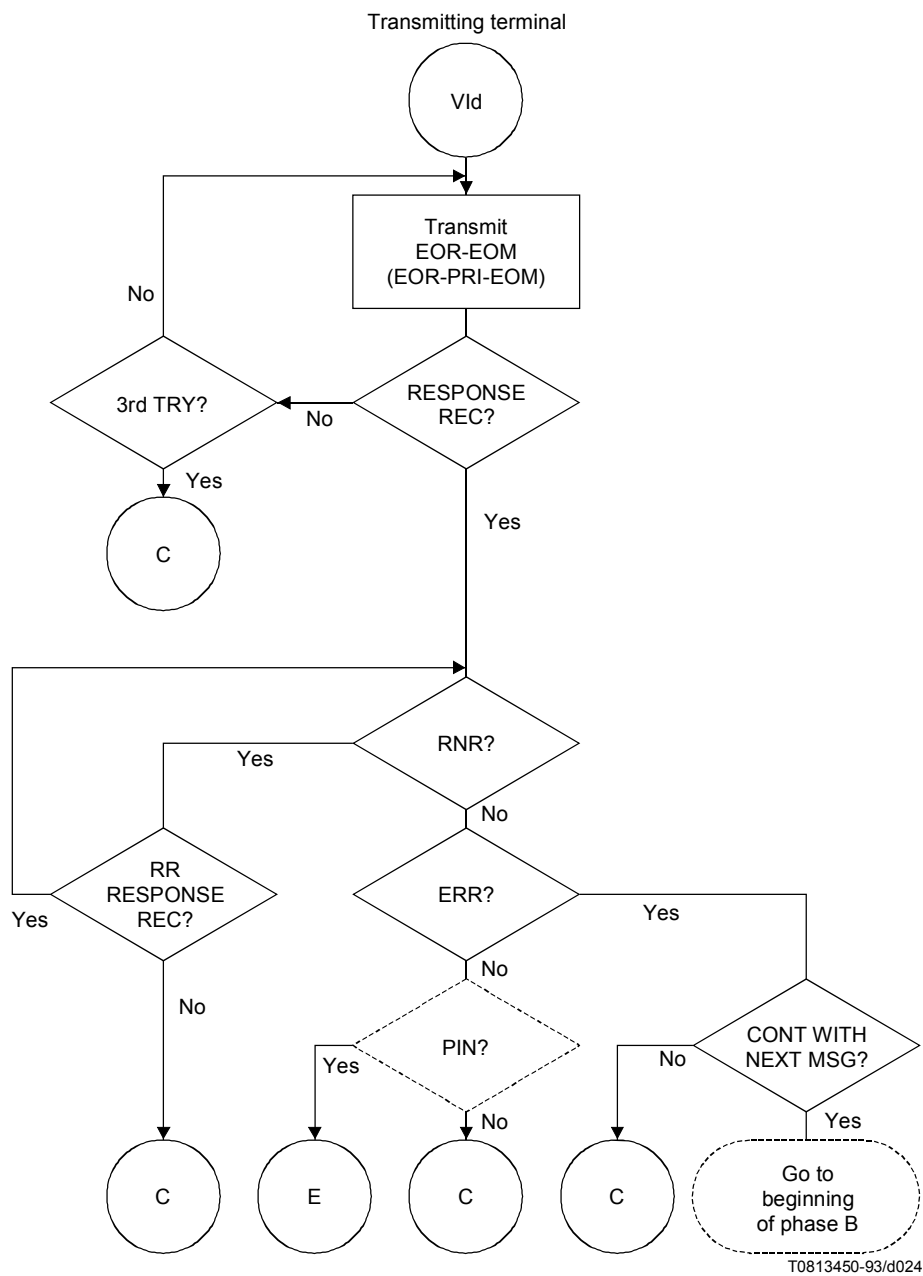 Transmitting terminal
VId
Transmit
EOR-EOM
(EOR-PRI-EOM)
No
3rd TRY?
No
RESPONSE
REC?
Yes
C
Yes
RNR?
Yes
No
RR
RESPONSE
REC?
Yes
ERR?
Yes
No
No
PIN?
Yes
CONT WITH
NEXT MSG?
No
No
Yes
C
E
C
C
Go to
beginning
of phase B
T0813450-93/d024